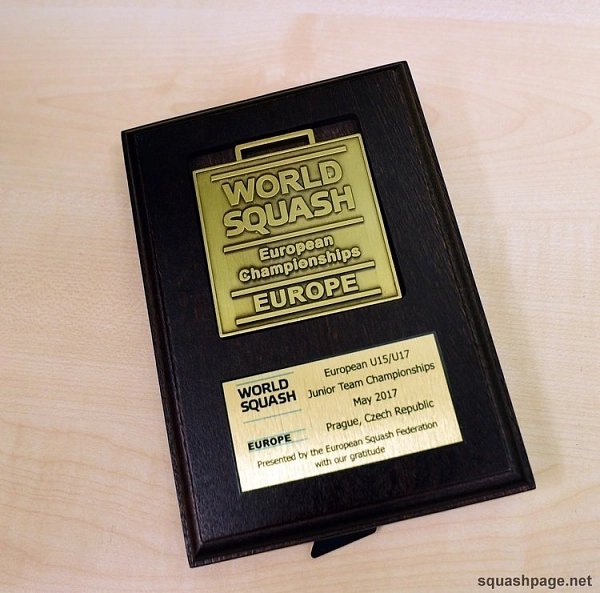 WORLD
SQUASH
European
Championships
EUROPE
WORLD
SQUASH
EUROPE
European U15/U17
Junior Team Championships
May 2017
Prague, Czech Republic
Presented by the European Squash Federation
with our gratitude
squashpage.net